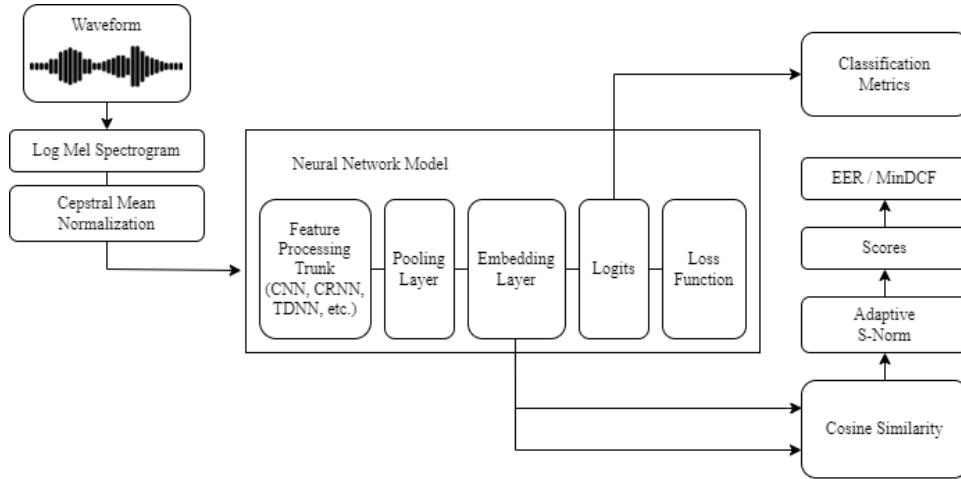 Waveform
Log Mel Spectrogram
Cepstral Mean
Normalization
Neural Network Model
Feature
Processing
Trunk
(CNN, CRNN,
TDNN, etc.)
Pooling
Layer
Embedding
Layer
Logits
Loss
Function
Classification
Metrics
EER / MinDCF
Scores
Adaptive
S-Norm
Cosine Similarity